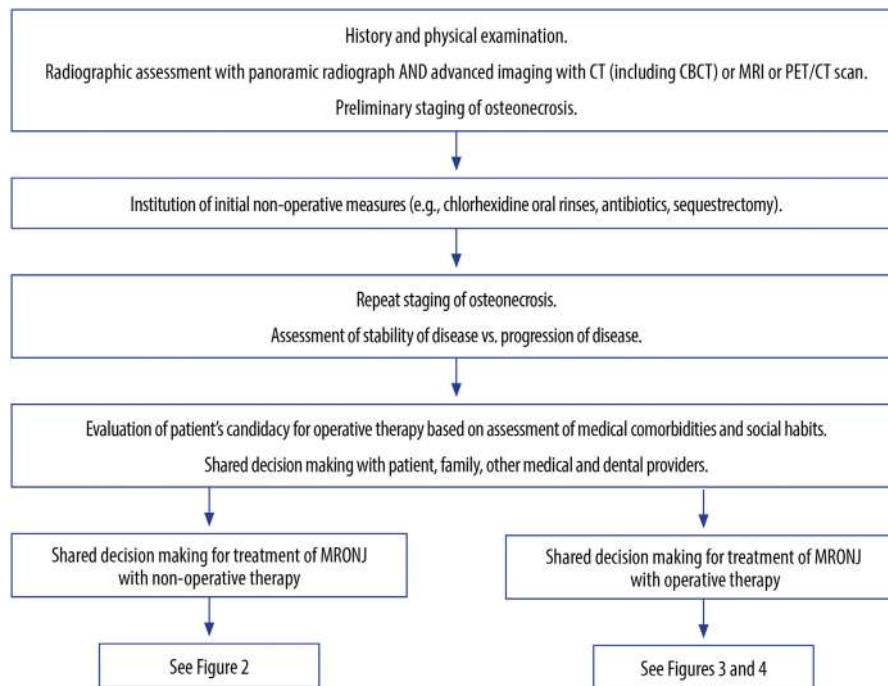 History and physical examination.
Radiographic assessment with panoramic radiograph AND advanced imaging with CT (including CBCT) or MRI or PET/CT scan.
Preliminary staging of osteonecrosis.
Institution of initial non-operative measures (e.g., chlorhexidine oral rinses, antibiotics, sequestrectomy).
Repeat staging of osteonecrosis.
Assessment of stability of disease vs. progression of disease.
Evaluation of patient's candidacy for operative therapy based on assessment of medical comorbidities and social habits.
Shared decision making with patient, family, other medical and dental providers.
Shared decision making for treatment of MRONJ
with non-operative therapy
Shared decision making for treatment of MRONJ
with operative therapy
See Figure 2
See Figures 3 and 4